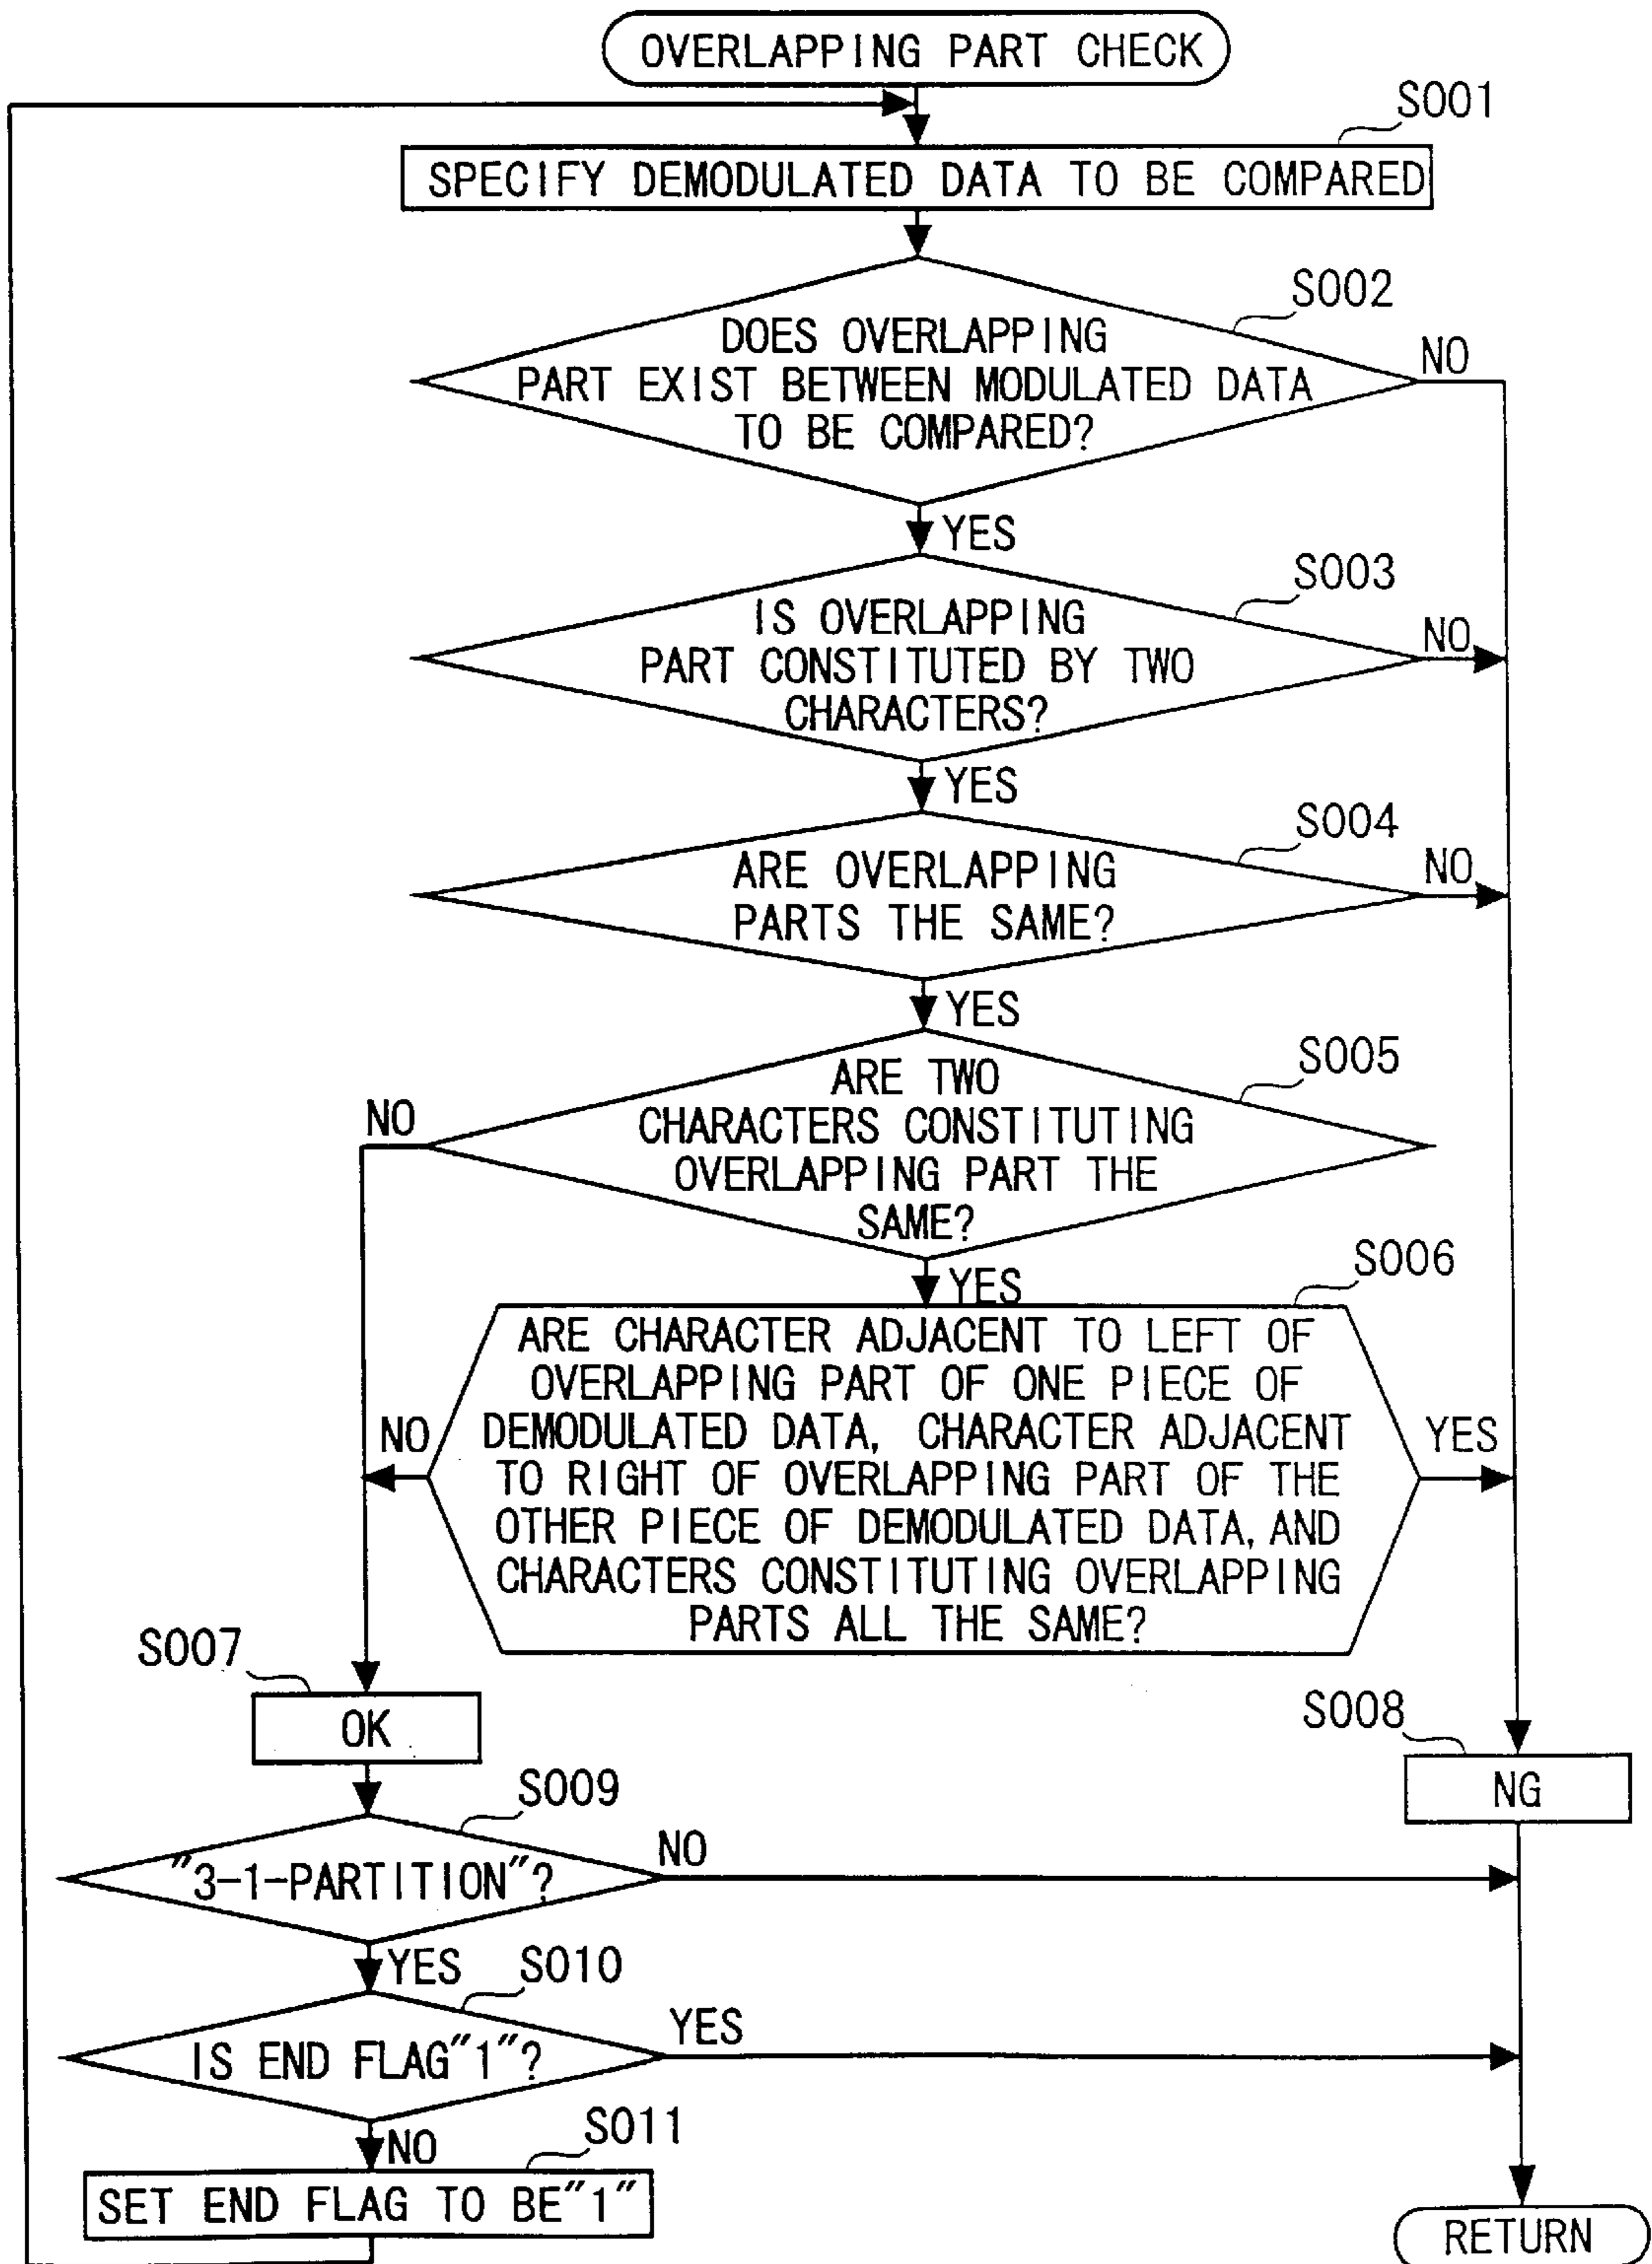 OVERLAPPING PART CHECK
S001
SPECIFY DEMODULATED DATA TO BE COMPARED
S002
DOES OVERLAPPING
PART EXIST BETWEEN MODULATED DATA
TO BE COMPARED?
NO
YES
S003
IS OVERLAPPING
PART CONSTITUTED BY TWO
CHARACTERS?
NO
YES
S004
ARE OVERLAPPING
PARTS THE SAME?
NO
YES
S005
ARE TWO
CHARACTERS CONSTITUTING
OVERLAPPING PART THE
SAME?
NO
YES
S006
ARE CHARACTER ADJACENT TO LEFT OF
OVERLAPPING PART OF ONE PIECE OF
DEMODULATED DATA, CHARACTER ADJACENT
TO RIGHT OF OVERLAPPING PART OF THE
OTHER PIECE OF DEMODULATED DATA, AND
CHARACTERS CONSTITUTING OVERLAPPING
PARTS ALL THE SAME?
NO
YES
S007
OK
S008
NG
S009
"3-1-PARTITION"?
NO
YES
S010
IS END FLAG"1"?
YES
NO
S011
SET END FLAG TO BE"1"
RETURN